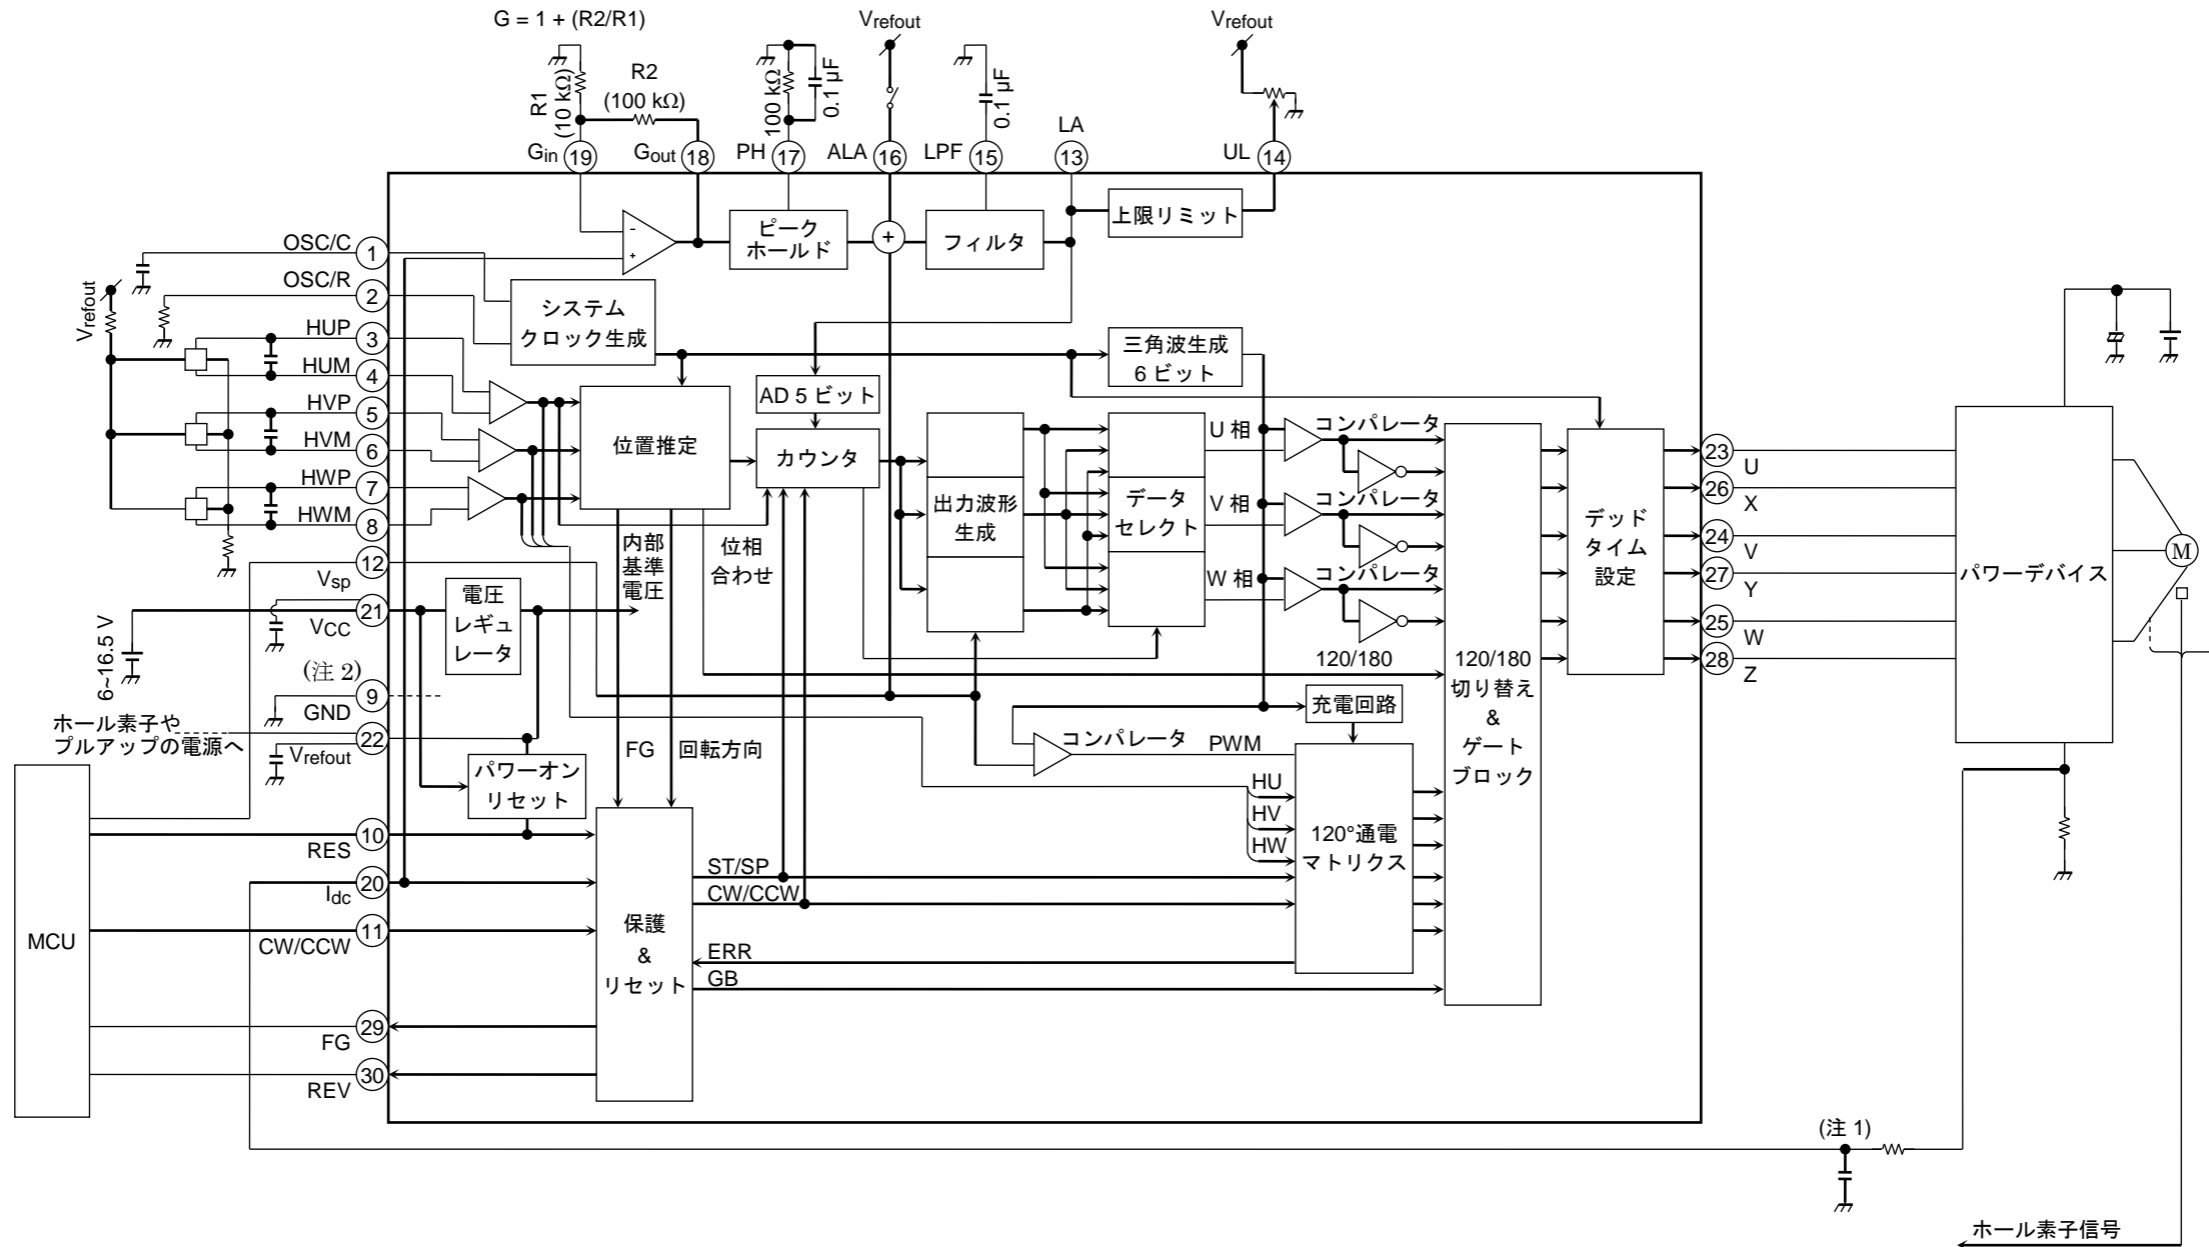 G = 1 + (R2/R1)
Vrefout
Vrefout
R1
(10 kΩ)
R2
(100 kΩ)
100 kΩ
0.1 μF
0.1 μF
Gin
19
Gout
18
PH
17
ALA
16
LPF
15
LA
13
UL
14
OSC/C
1
OSC/R
2
Vrefout
HUP
3
HUM
4
HVP
5
HVM
6
HWP
7
HWM
8
12
Vsp
21
VCC
6~16.5 V
(注 2)
9
GND
ホール素子や
プルアップの電源へ
22
Vrefout
MCU
10
RES
20
Idc
11
CW/CCW
29
FG
30
REV
-
+
ピーク
ホールド
+
フィルタ
上限リミット
システム
クロック生成
三角波生成
6 ビット
AD 5 ビット
位置推定
カウンタ
出力波形
生成
データ
セレクト
U 相
V 相
W 相
コンパレータ
コンパレータ
コンパレータ
内部
基準
電圧
位相
合わせ
電圧
レギュ
レータ
パワーオン
リセット
FG
回転方向
120/180
120/180
切り替え
&
ゲート
ブロック
デッド
タイム
設定
充電回路
コンパレータ
PWM
HU
HV
HW
120°通電
マトリクス
保護
&
リセット
ST/SP
CW/CCW
ERR
GB
23
U
26
X
24
V
27
Y
25
W
28
Z
パワーデバイス
M
(注 1)
ホール素子信号